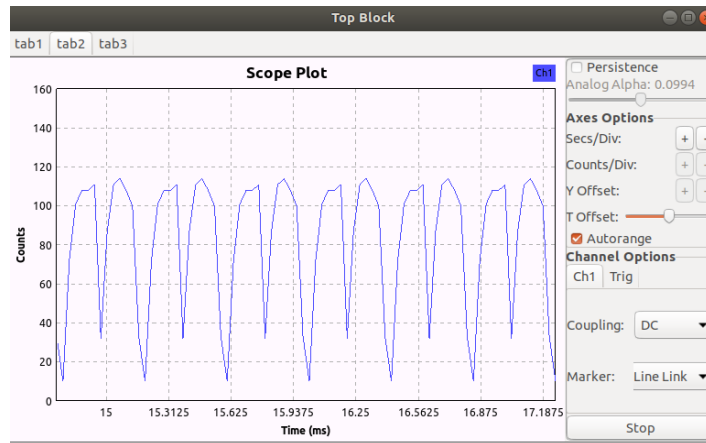 Top Block
tab1 tab2 tab3
Scope Plot
Ch1
160
140
120
100
80
60
40
20
0
Counts
15 15.3125 15.625 15.9375 16.25 16.5625 16.875 17.1875
Time (ms)
Persistence
Analog Alpha: 0.0994
Axes Options
Secs/Div: + -
Counts/Div: + -
Y Offset: + -
T Offset:
Autorange
Channel Options
Ch1 Trig
Coupling: DC
Marker: Line Link
Stop